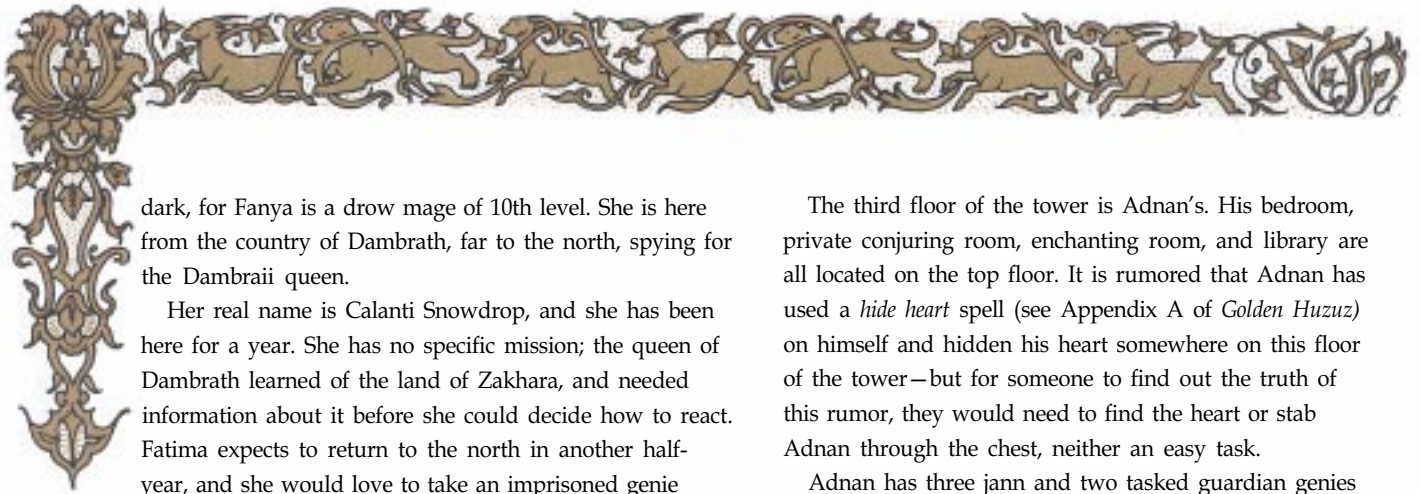 dark, for Fanya is a drow mage of 10th level. She is here
from the country of Dambrath, far to the north, spying for
the Dambraii queen.
Her real name is Calanti Snowdrop, and she has been
here for a year. She has no specific mission; the queen of
Dambrath learned of the land of Zakhara, and needed
information about it before she could decide how to react.
Fatima expects to return to the north in another half-
year, and she would love to take an imprisoned genie
The third floor of the tower is Adnan's. His bedroom,
private conjuring room, enchanting room, and library are
all located on the top floor. It is rumored that Adnan has
used a hide heart spell (see Appendix A of Golden Huzuz)
on himself and hidden his heart somewhere on this floor
of the tower—but for someone to find out the truth of
this rumor, they would need to find the heart or stab
Adnan through the chest, neither an easy task.
Adnan has three jann and two tasked guardian genies